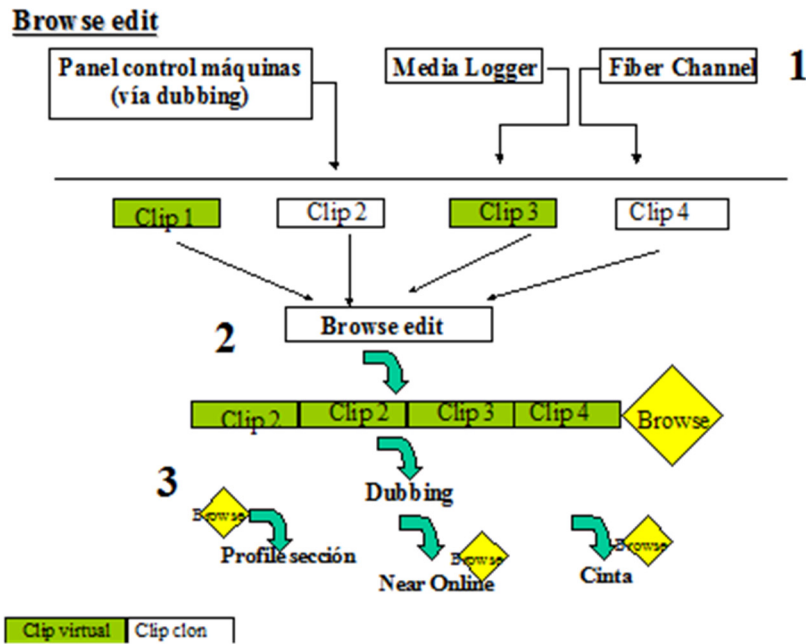 Browse edit
Panel control máquinas
(vía dubbing)
Media Logger
Fiber Channel
1
Clip 1
Clip 2
Clip 3
Clip 4
Browse edit
2
Clip 2
Clip 2
Clip 3
Clip 4
Browse
3
Dubbing
Browse
Profile sección
Browse
Near Online
Browse
Cinta
Clip virtual
Clip clon